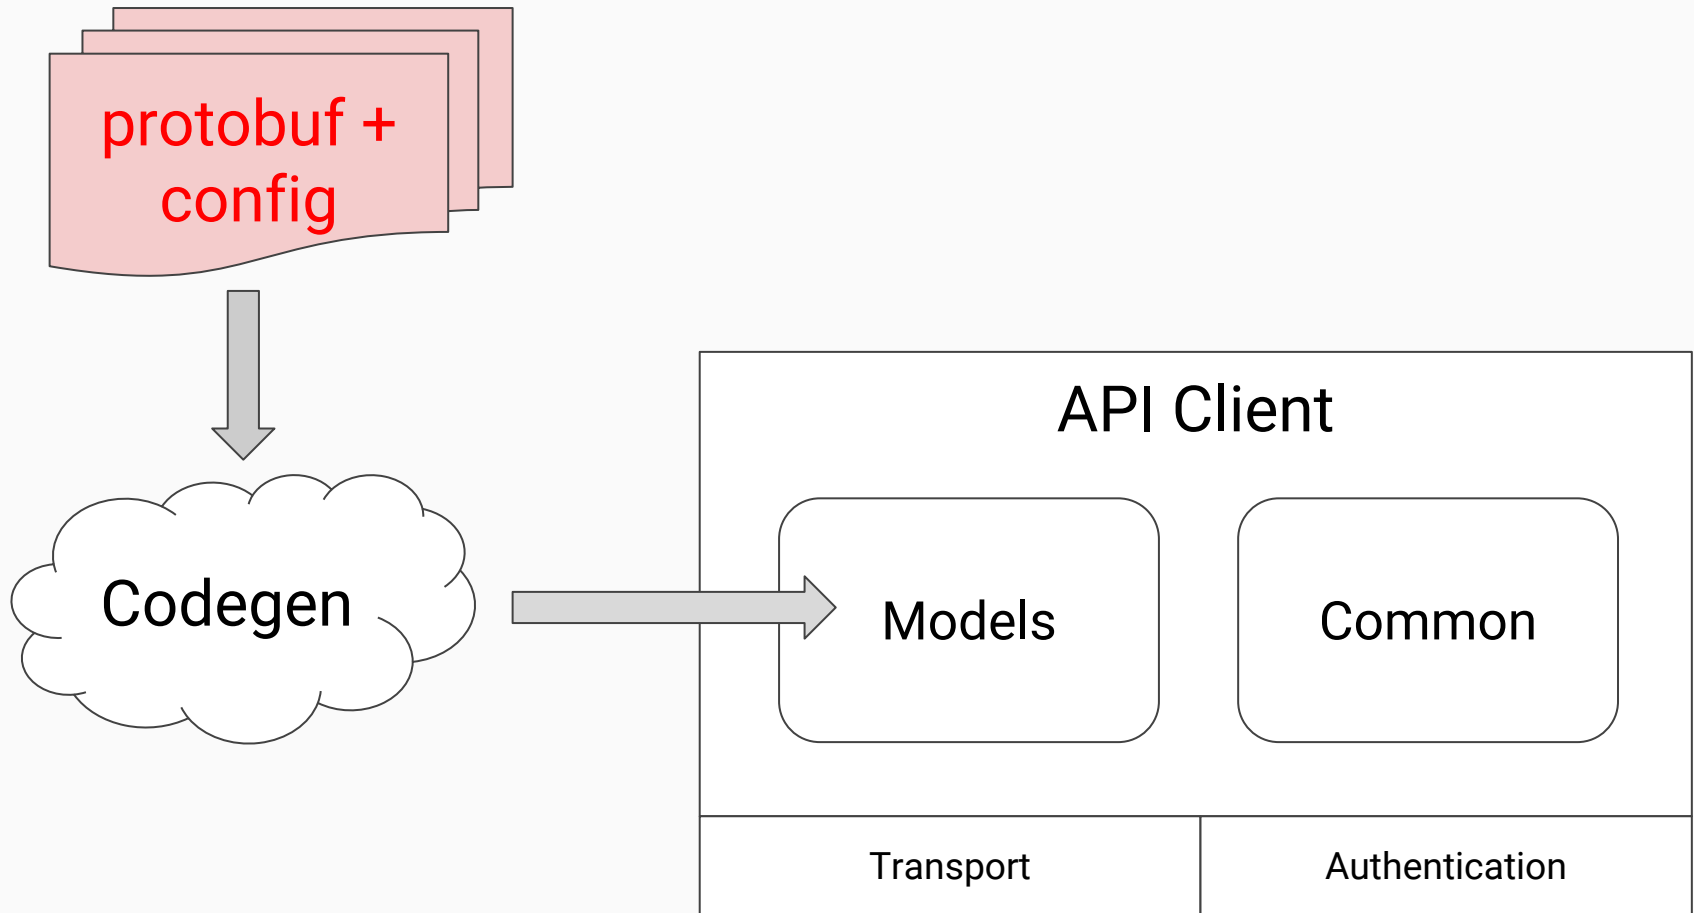 protobuf +
config
API Client
Codegen
Models
Common
Transport
Authentication